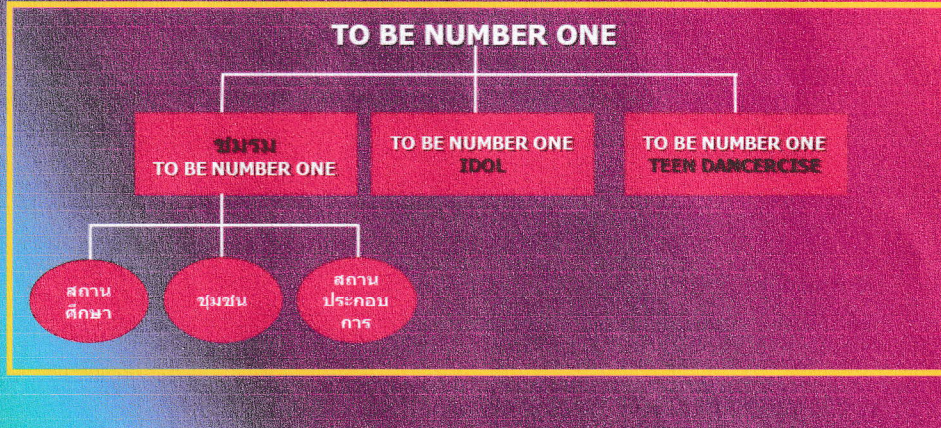 TO BE NUMBER ONE
ชมรม
TO BE NUMBER ONE
TO BE NUMBER ONE
IDOL
TO BE NUMBER ONE
TEEN DANCERCISE
สถาน
ศึกษา
ชุมชน
สถาน
ประกอบ
การ